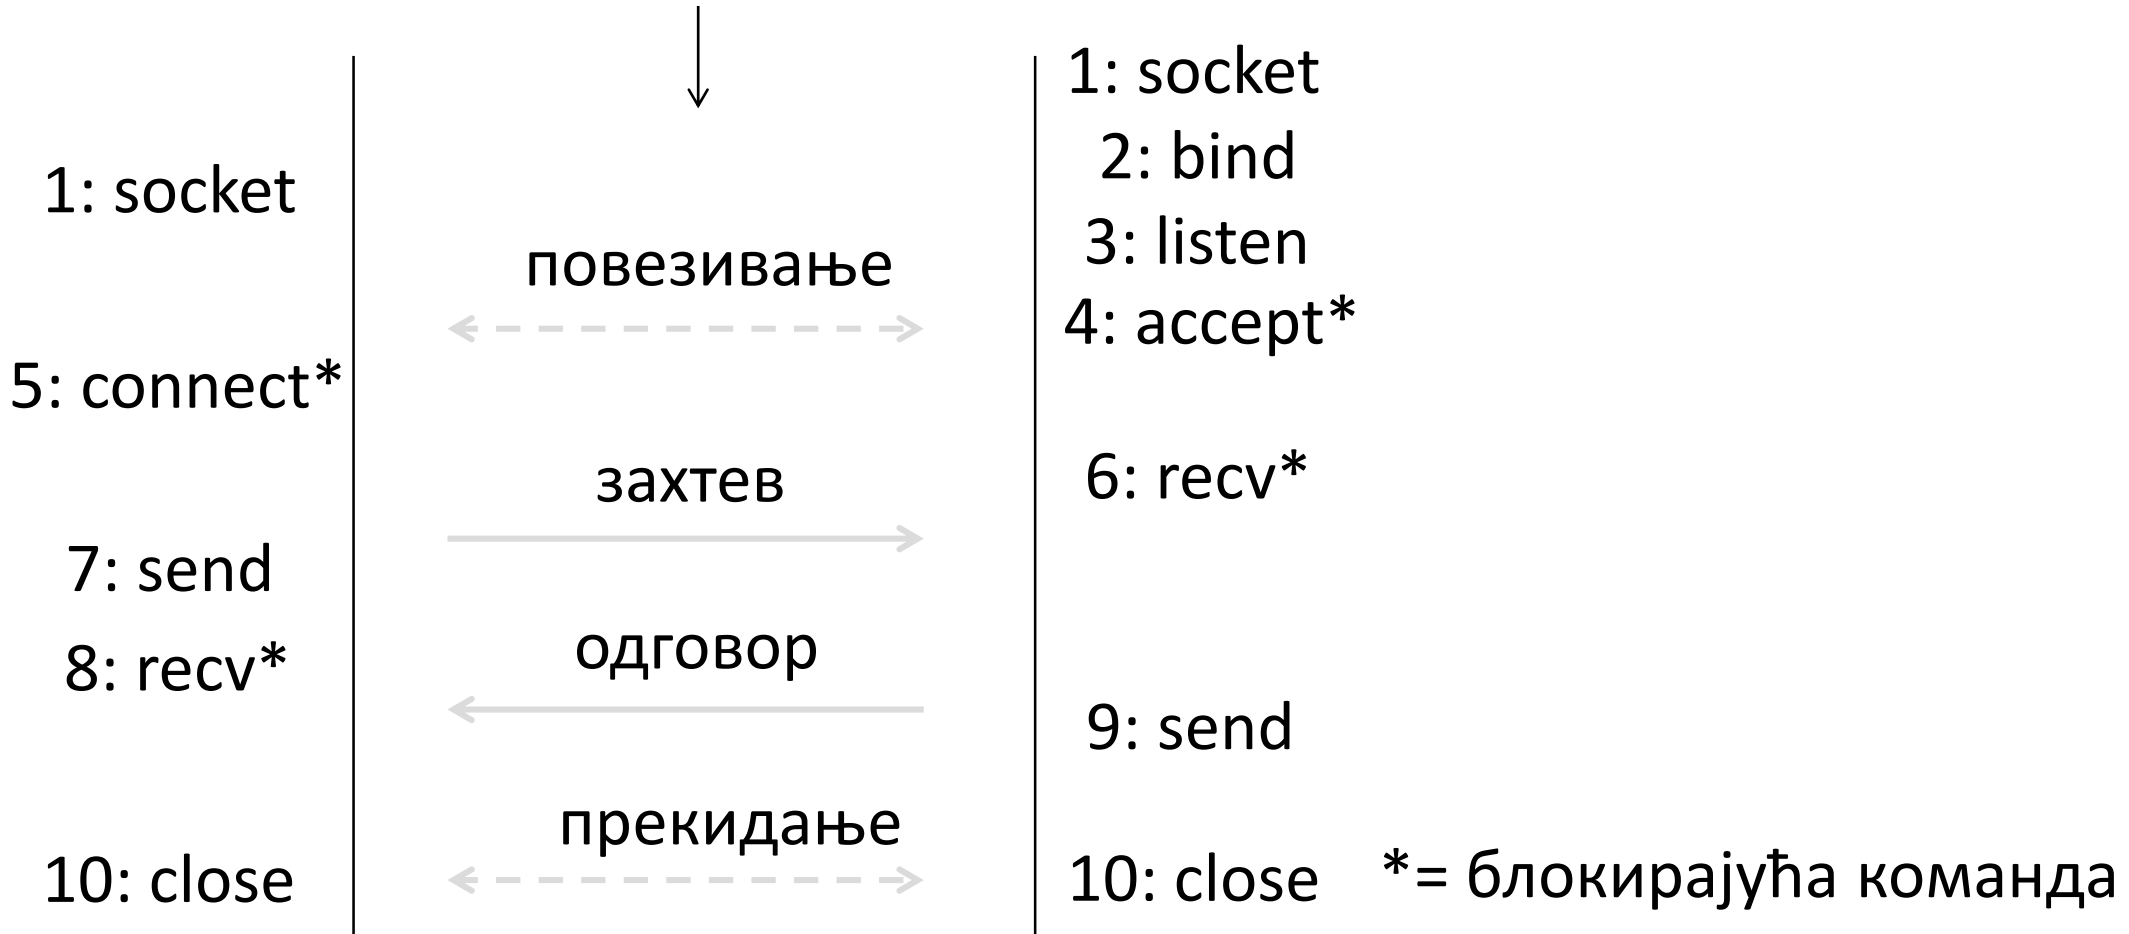 1: socket
2: bind
1: socket
3: listen
повезивање
4: accept*
5: connect*
захтев
6: recv*
7: send
одговор
8: recv*
9: send
прекидање
10: close
10: close
*= блокирајућа команда